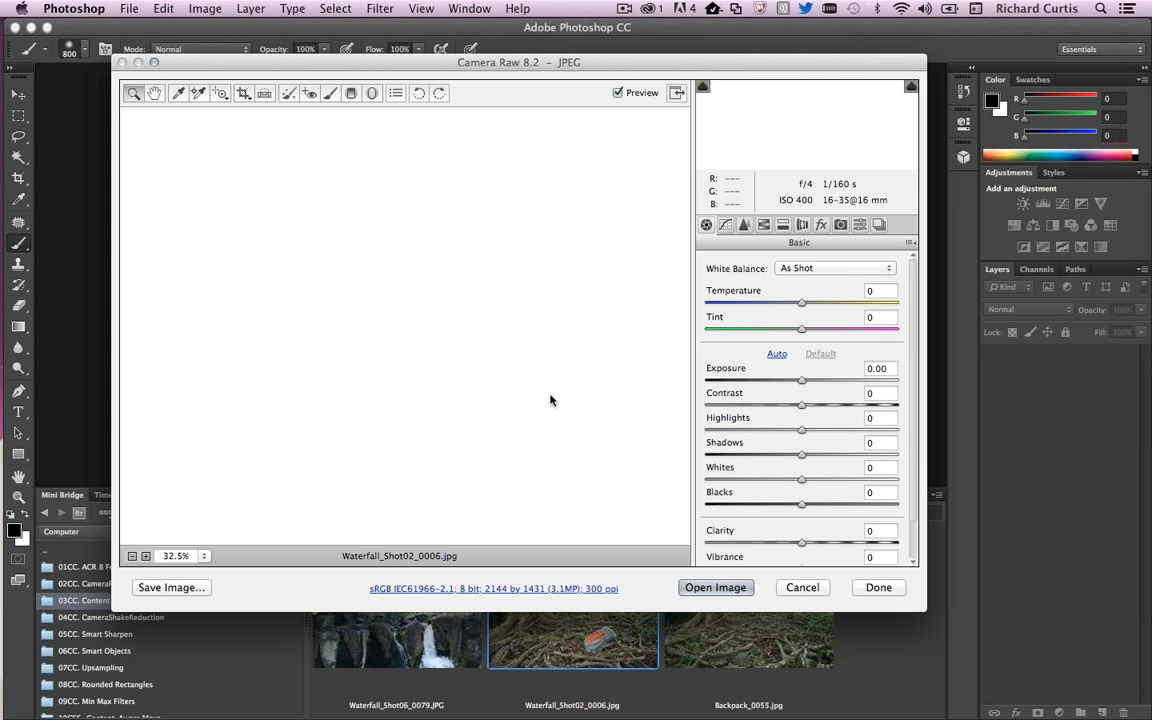 Photoshop File Edit Image Layer Type Select Filter View Window Help 1 4 Richard Curtis
Adobe Photoshop CC
800 Mode: Normal Opacity: 100% Flow: 100% Essentials
Camera Raw 8.2 – JPEG
Preview
Color Swatches
R 0
G 0
B 0
R: ---
G: ---
B: ---
f/4 1/160 s
ISO 400 16-35@16 mm
Basic
White Balance: As Shot
Temperature 0
Tint 0
Auto Default
Exposure 0.00
Contrast 0
Highlights 0
Shadows 0
Whites 0
Blacks 0
Clarity 0
Vibrance 0
Adjustments Styles
Add an adjustment
Layers Channels Paths
Kind
Normal Opacity: 100%
Lock: Fill: 100%
32.5% Waterfall_Shot02_0006.jpg
Save Image... sRGB IEC61966-2.1; 8 bit; 2144 by 1431 (3.1MP); 300 ppi Open Image Cancel Done
Mini Bridge
Br
Computer
..
01CC. ACR 8
02CC.
03CC. Content
04CC. CameraShakeReduction
05CC. Smart Sharpen
06CC. Smart Objects
07CC. Upsampling
08CC. Rounded Rectangles
09CC. Min Max Filters
Waterfall_Shot06_0079.JPG Waterfall_Shot02_0006.jpg Backpack_0055.jpg